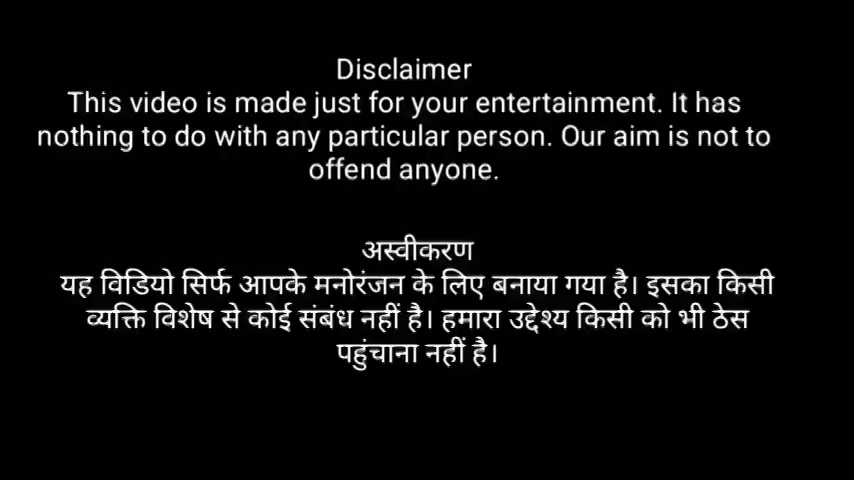 Disclaimer
This video is made just for your entertainment. It has
nothing to do with any particular person. Our aim is not to
offend anyone.
अस्वीकरण
यह विडियो सिर्फ आपके मनोरंजन के लिए बनाया गया है। इसका किसी
व्यक्ति विशेष से कोई संबंध नहीं है। हमारा उद्देश्य किसी को भी ठेस
पहुंचाना नहीं है।